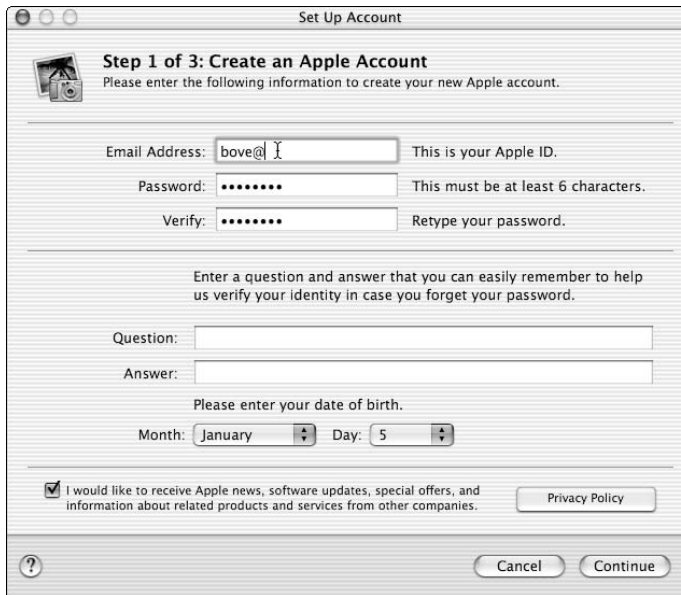 Set Up Account
Step 1 of 3: Create an Apple Account
Please enter the following information to create your new Apple account.
Email Address: bove@ This is your Apple ID.
Password: •••••••• This must be at least 6 characters.
Verify: •••••••• Retype your password.
Enter a question and answer that you can easily remember to help
us verify your identity in case you forget your password.
Question:
Answer:
Please enter your date of birth.
Month: January Day: 5
I would like to receive Apple news, software updates, special offers, and
information about related products and services from other companies.
Privacy Policy
? Cancel Continue